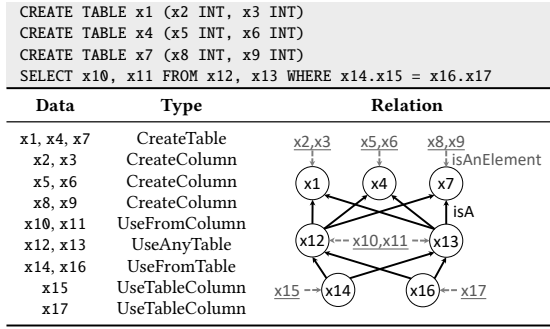 CREATE TABLE x1 (x2 INT, x3 INT)
CREATE TABLE x4 (x5 INT, x6 INT)
CREATE TABLE x7 (x8 INT, x9 INT)
SELECT x10, x11 FROM x12, x13 WHERE x14.x15 = x16.x17
Data Type Relation
x1, x4, x7 CreateTable
x2, x3 CreateColumn
x5, x6 CreateColumn
x8, x9 CreateColumn
x10, x11 UseFromColumn
x12, x13 UseAnyTable
x14, x16 UseFromTable
x15 UseTableColumn
x17 UseTableColumn
x2,x3 x5,x6 x8,x9
isAnElement
x1 x4 x7
isA
x12 x10,x11 x13
x15 x14 x16 x17